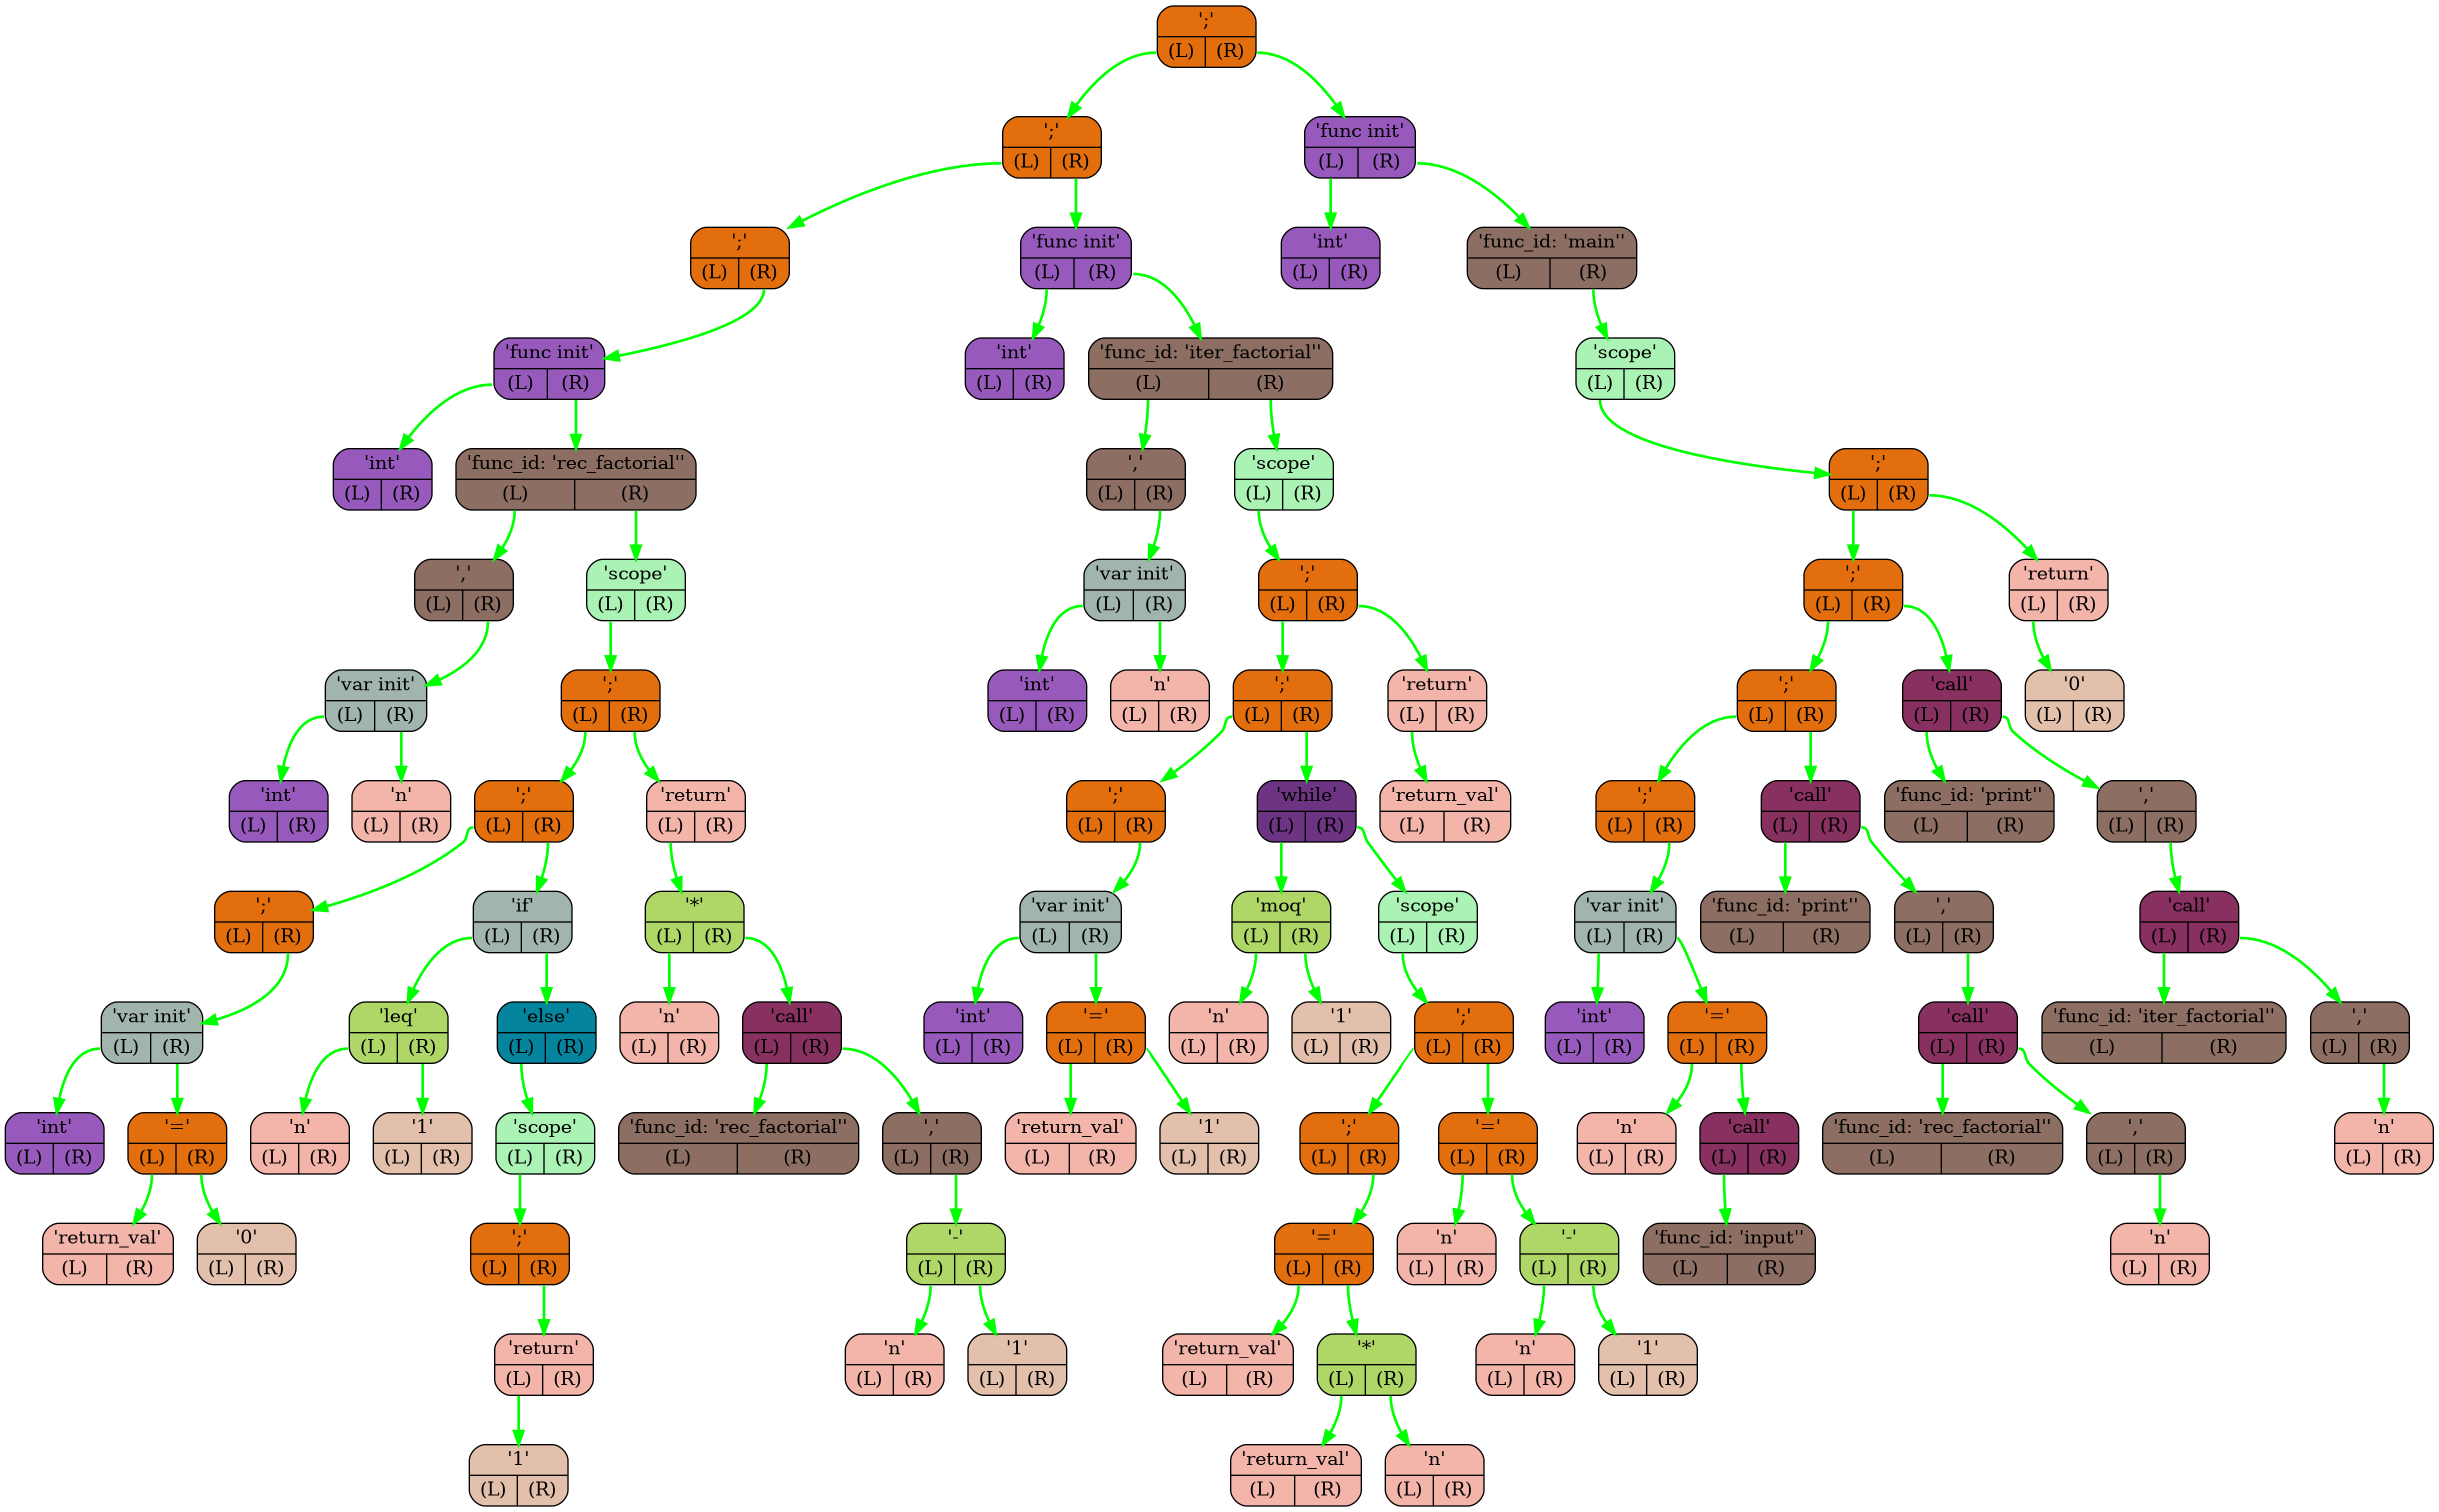 ';'
(L) (R)
';' 'func init'
(L) (R) (L) (R)
';' 'func init' 'int' 'func_id: 'main''
(L) (R) (L) (R) (L) (R) (L) (R)
'func init' 'int' 'func_id: 'iter_factorial'' 'scope'
(L) (R) (L) (R) (L) (R) (L) (R)
'int' 'func_id: 'rec_factorial'' ',' 'scope' ';'
(L) (R) (L) (R) (L) (R) (L) (R) (L) (R)
',' 'scope' 'var init' ';' ';' 'return'
(L) (R) (L) (R) (L) (R) (L) (R) (L) (R) (L) (R)
'var init' ';' 'int' 'n' ';' 'return' ';' 'call' '0'
(L) (R) (L) (R) (L) (R) (L) (R) (L) (R) (L) (R) (L) (R) (L) (R) (L) (R)
'int' 'n' ';' 'return' ';' 'while' 'return_val' ';' 'call' 'func_id: 'print'' ','
(L) (R) (L) (R) (L) (R) (L) (R) (L) (R) (L) (R) (L) (R) (L) (R) (L) (R) (L) (R) (L) (R)
';' 'if' '*' 'var init' 'moq' 'scope' 'var init' 'func_id: 'print'' ',' 'call'
(L) (R) (L) (R) (L) (R) (L) (R) (L) (R) (L) (R) (L) (R) (L) (R) (L) (R) (L) (R)
'var init' 'leq' 'else' 'n' 'call' 'int' '=' 'n' '1' ';' 'int' '=' 'call' 'func_id: 'iter_factorial'' ','
(L) (R) (L) (R) (L) (R) (L) (R) (L) (R) (L) (R) (L) (R) (L) (R) (L) (R) (L) (R) (L) (R) (L) (R) (L) (R) (L) (R) (L) (R)
'int' '=' 'n' '1' 'scope' 'func_id: 'rec_factorial'' ',' 'return_val' '1' ';' '=' 'n' 'call' 'func_id: 'rec_factorial'' ',' 'n'
(L) (R) (L) (R) (L) (R) (L) (R) (L) (R) (L) (R) (L) (R) (L) (R) (L) (R) (L) (R) (L) (R) (L) (R) (L) (R) (L) (R) (L) (R) (L) (R)
'return_val' '0' ';' '-' '=' 'n' '-' 'func_id: 'input'' 'n'
(L) (R) (L) (R) (L) (R) (L) (R) (L) (R) (L) (R) (L) (R) (L) (R) (L) (R)
'return' 'n' '1' 'return_val' '*' 'n' '1'
(L) (R) (L) (R) (L) (R) (L) (R) (L) (R) (L) (R) (L) (R)
'1' 'return_val' 'n'
(L) (R) (L) (R) (L) (R)